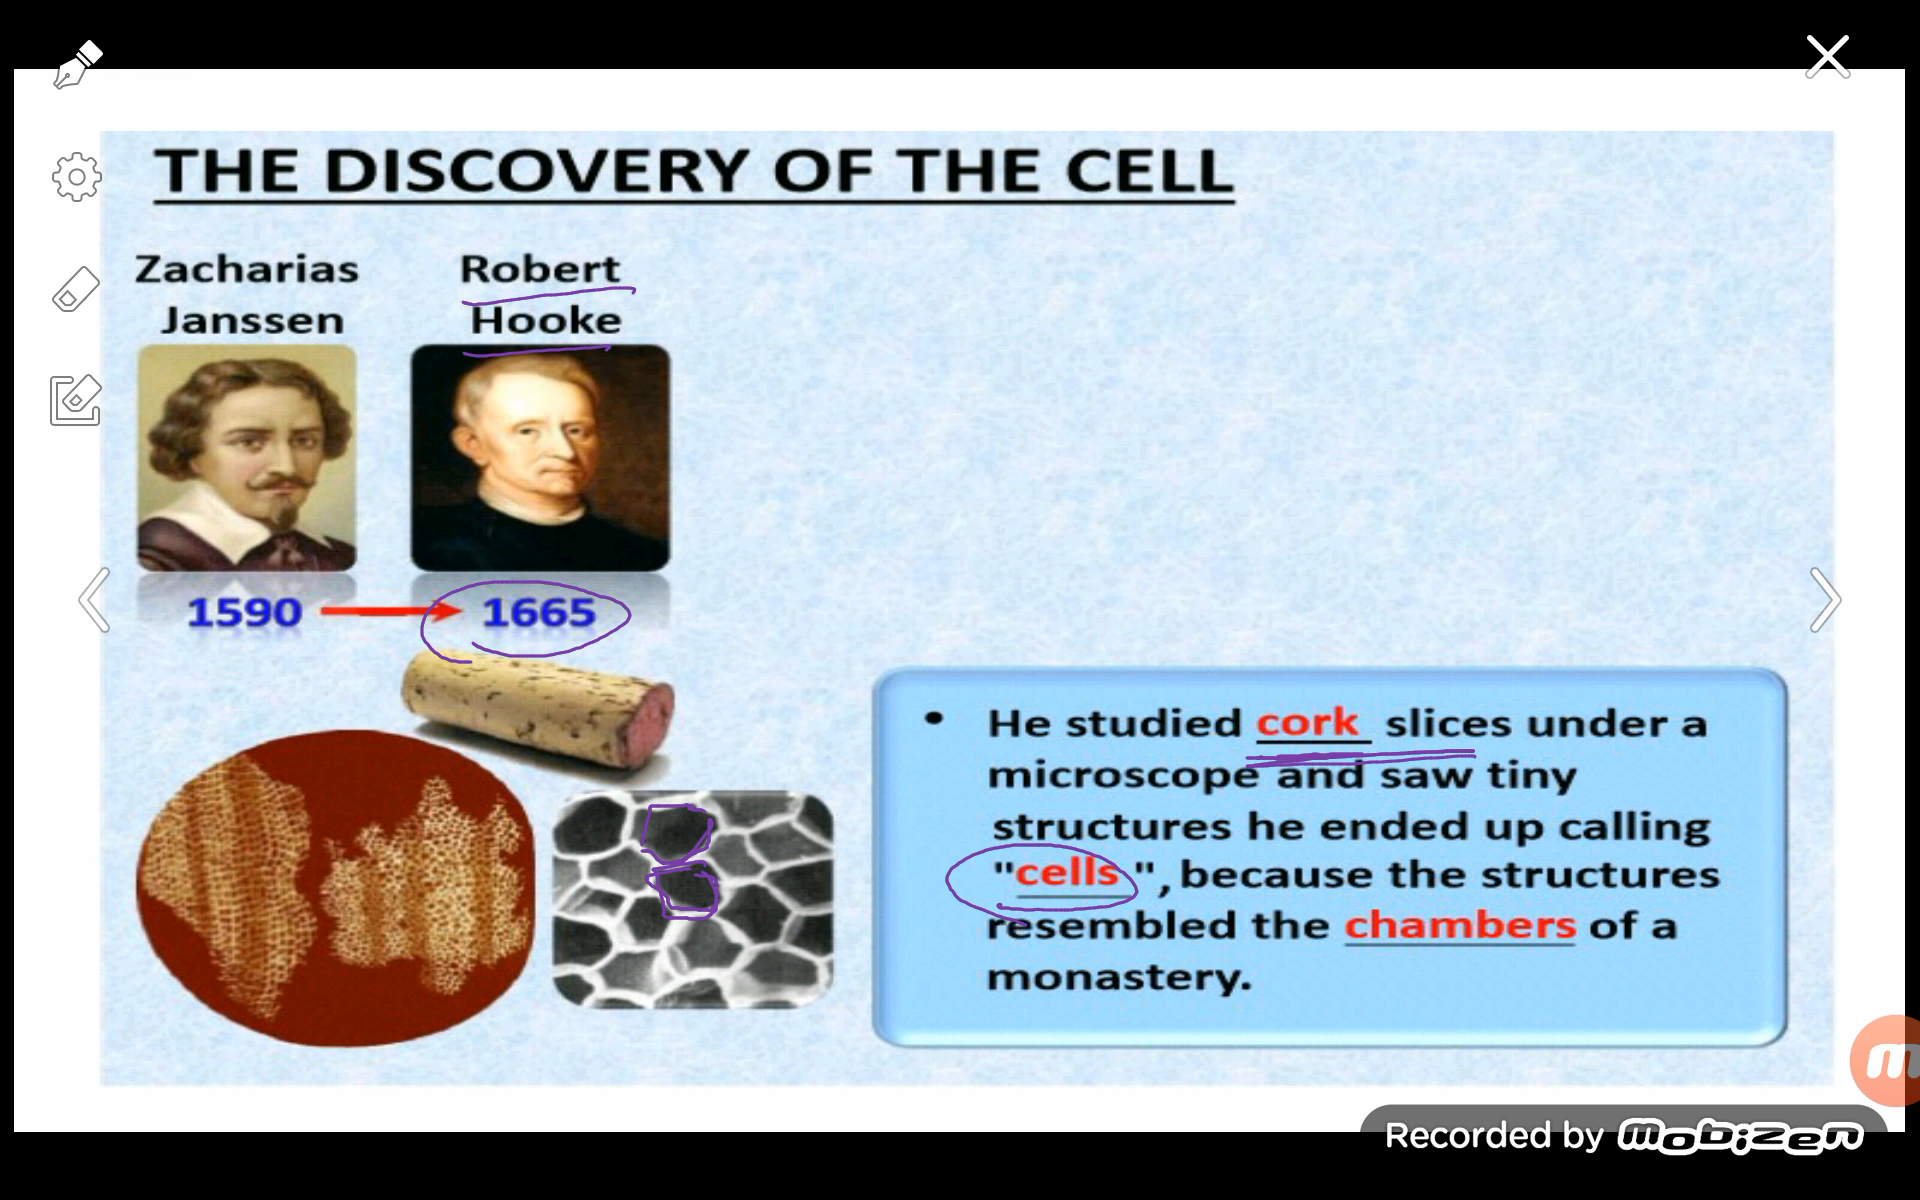 THE DISCOVERY OF THE CELL
Zacharias
Janssen
Robert
Hooke
1590
1665
• He studied cork slices under a
microscope and saw tiny
structures he ended up calling
"cells ", because the structures
resembled the chambers of a
monastery.
Recorded by mobizen